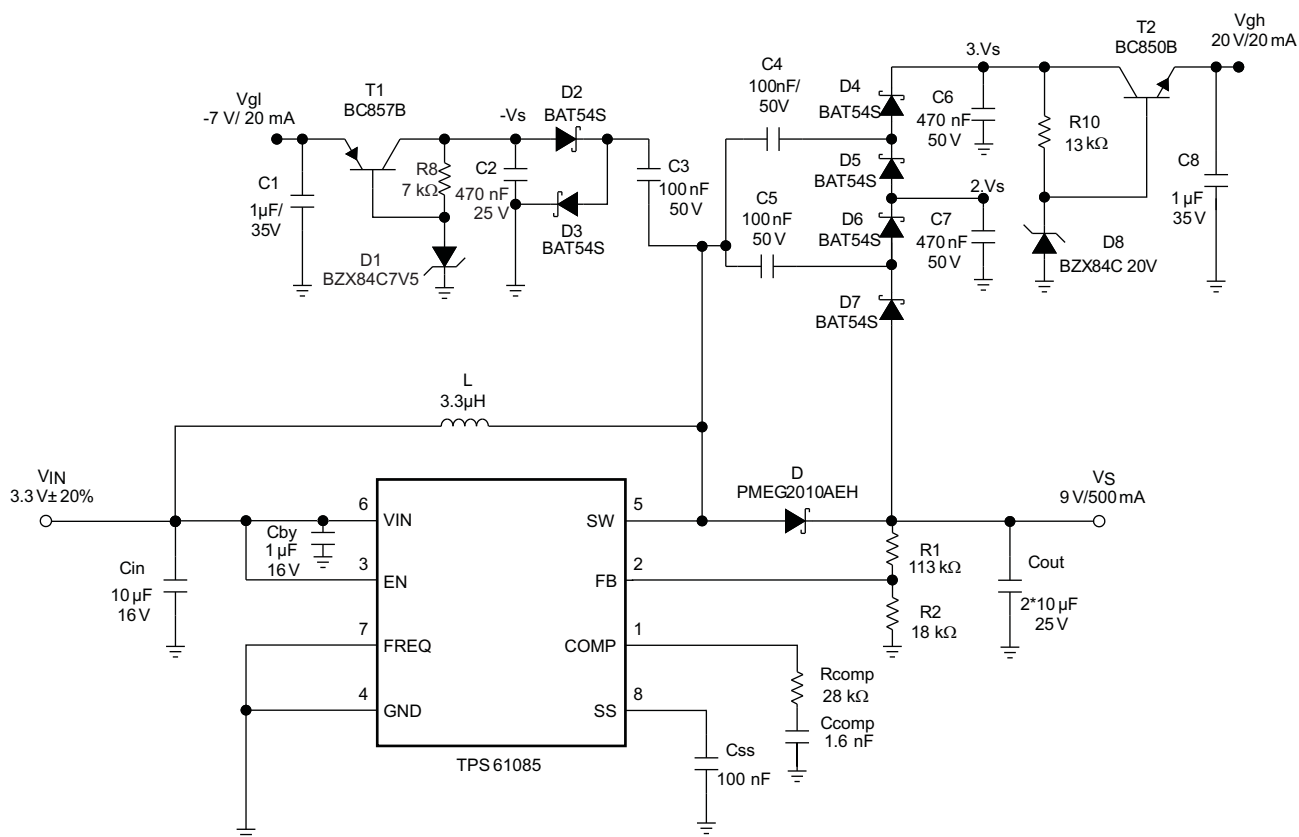 T2
BC850B
Vgh
20 V/20 mA
3.Vs
C4
100nF/
50V
D4
BAT54S
C6
470 nF
50 V
R10
13 kΩ
C8
1 µF
35 V
Vgl
-7 V/ 20 mA
T1
BC857B
-Vs
D2
BAT54S
C1
1µF/
35V
R8
7 kΩ
C2
470 nF
25 V
C3
100 nF
50 V
D3
BAT54S
D1
BZX84C7V5
D5
BAT54S
C5
100 nF
50 V
2.Vs
D6
BAT54S
C7
470 nF
50 V
D8
BZX84C 20V
D7
BAT54S
L
3.3µH
VIN
3.3 V± 20%
D
PMEG2010AEH
VS
9 V/500 mA
6
VIN
SW
5
Cby
1 µF
16 V
Cin
10 µF
16 V
3
EN
FB
2
R1
113 kΩ
Cout
2*10 µF
25 V
R2
18 kΩ
7
FREQ
COMP
1
Rcomp
28 kΩ
4
GND
SS
8
Ccomp
1.6 nF
Css
100 nF
TPS 61085